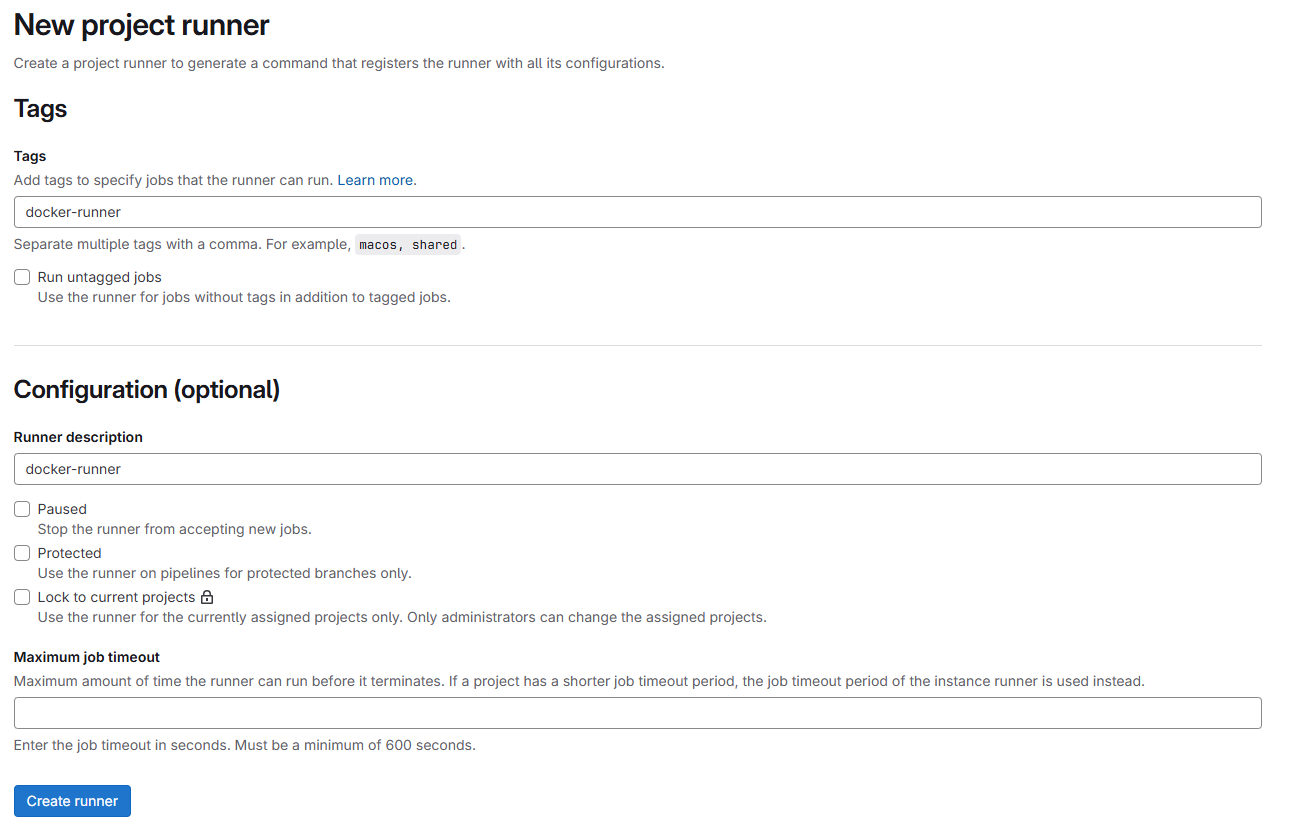 New project runner
Create a project runner to generate a command that registers the runner with all its configurations.
Tags
Tags
Add tags to specify jobs that the runner can run. Learn more.
docker-runner
Separate multiple tags with a comma. For example, macos, shared.
Run untagged jobs
Use the runner for jobs without tags in addition to tagged jobs.
Configuration (optional)
Runner description
docker-runner
Paused
Stop the runner from accepting new jobs.
Protected
Use the runner on pipelines for protected branches only.
Lock to current projects
Use the runner for the currently assigned projects only. Only administrators can change the assigned projects.
Maximum job timeout
Maximum amount of time the runner can run before it terminates. If a project has a shorter job timeout period, the job timeout period of the instance runner is used instead.
Enter the job timeout in seconds. Must be a minimum of 600 seconds.
Create runner